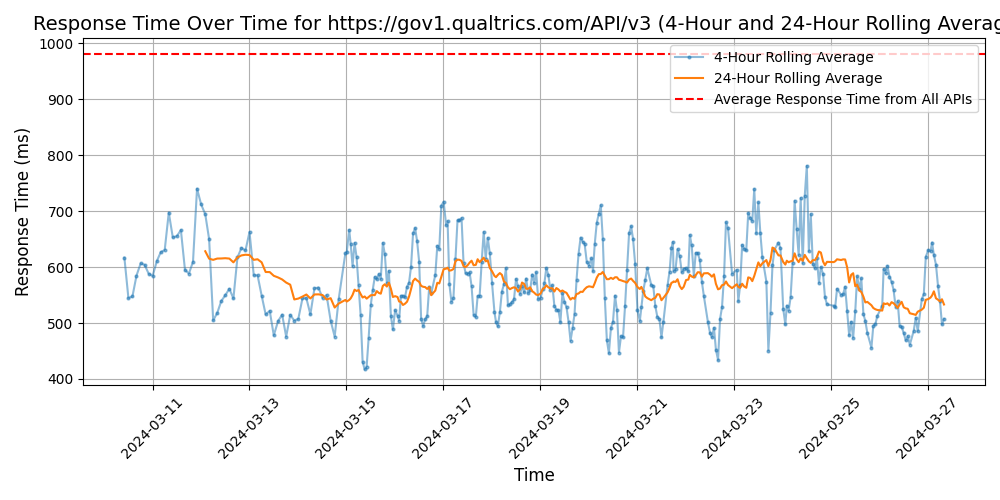 Response Time Over Time for https://gov1.qualtrics.com/API/v3 (4-Hour and 24-Hour Rolling Averag
1000
900
800
700
600
500
400
Response Time (ms)
4-Hour Rolling Average
24-Hour Rolling Average
Average Response Time from All APIs
2024-03-11
2024-03-13
2024-03-15
2024-03-17
2024-03-19
2024-03-21
2024-03-23
2024-03-25
2024-03-27
Time